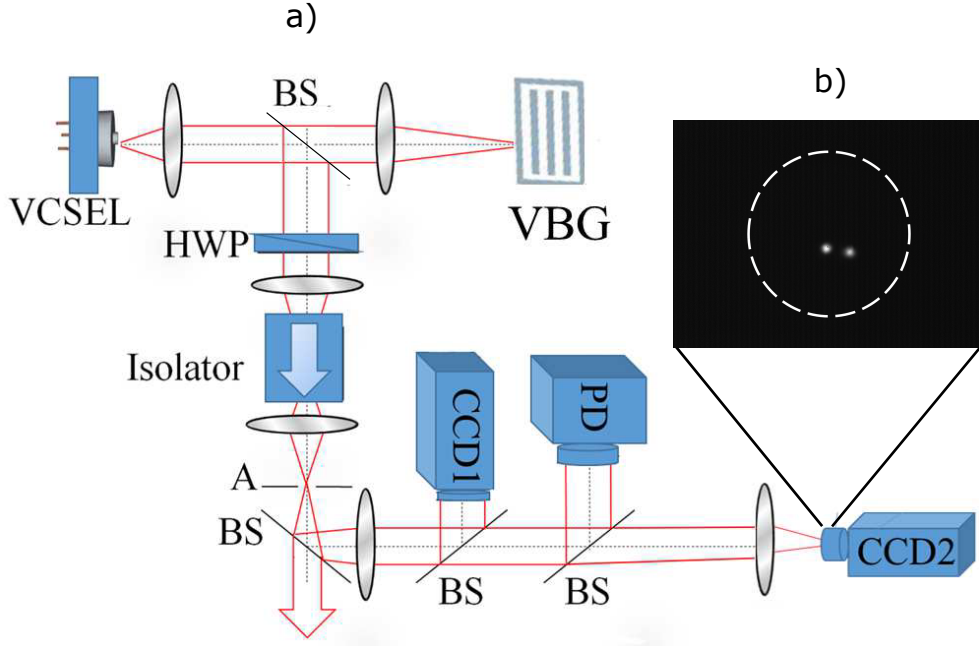 a)
b)
BS
VCSEL
VBG
HWP
Isolator
CCD1
PD
A
BS
BS
BS
CCD2